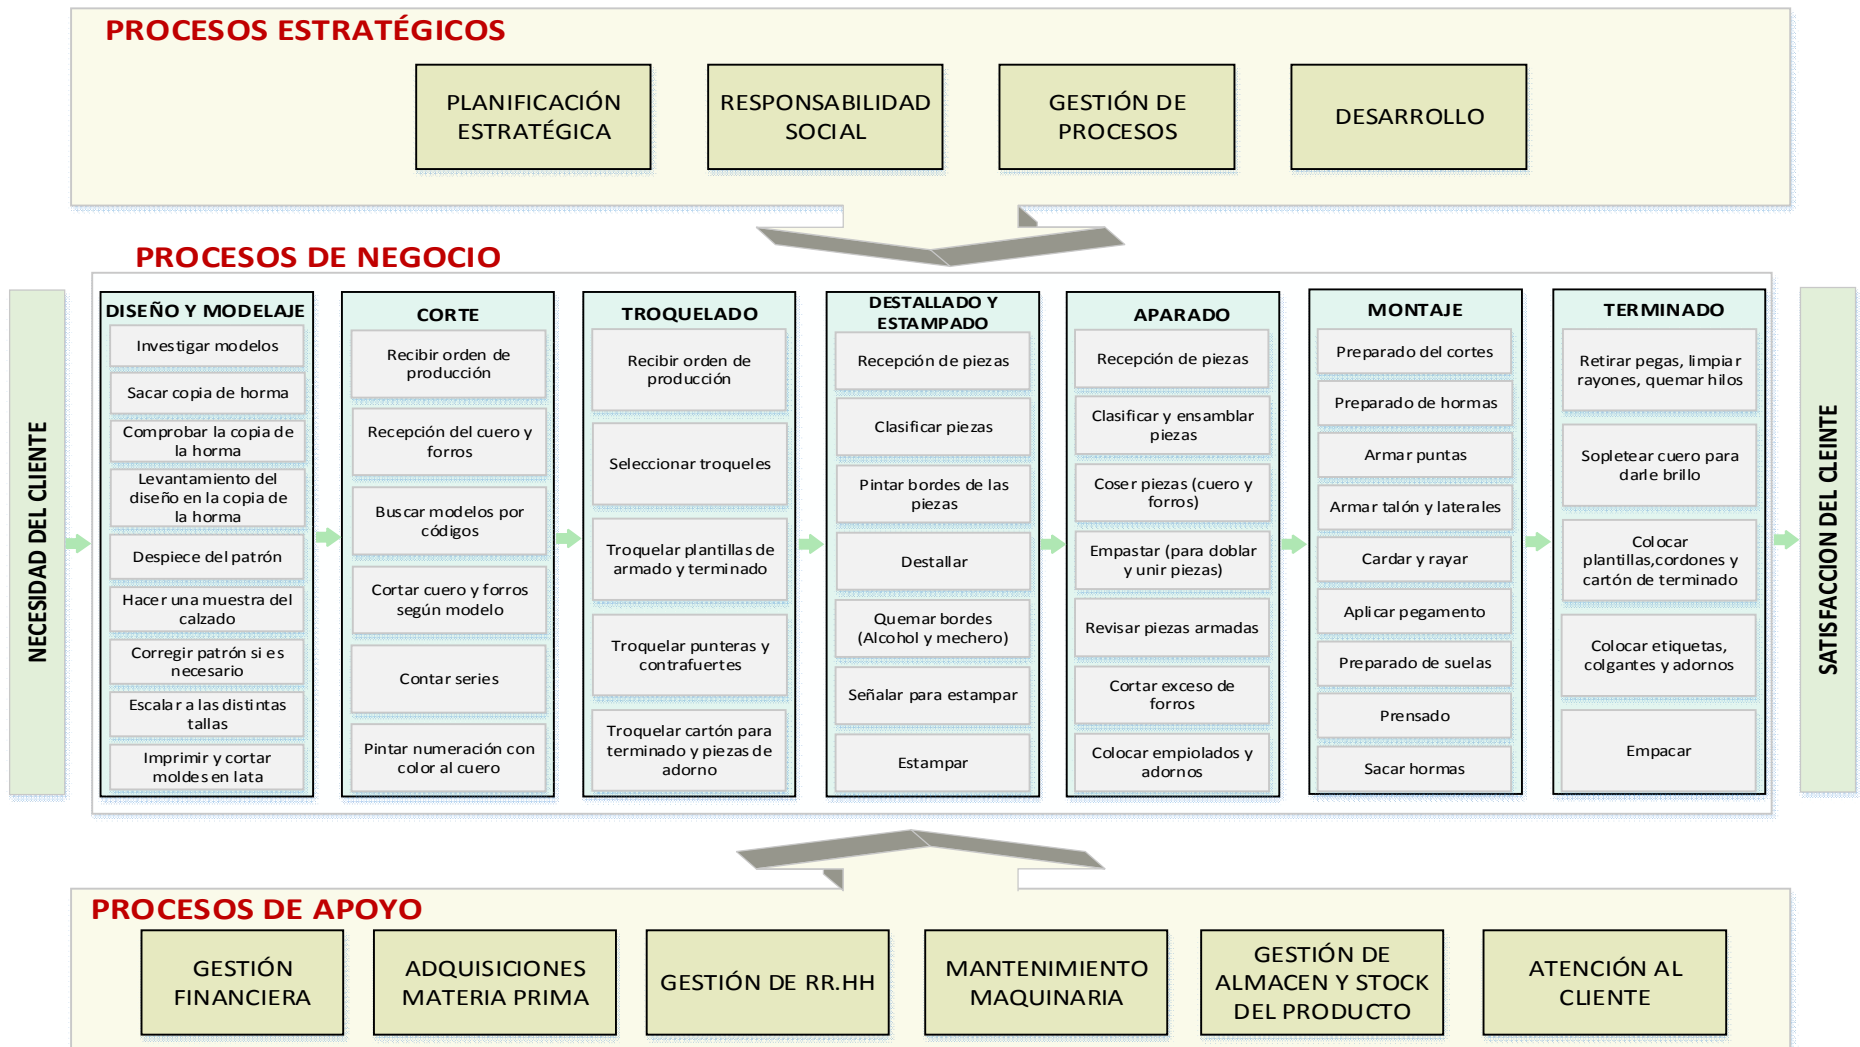 PROCESOS ESTRATÉGICOS
PLANIFICACIÓN
ESTRATÉGICA
RESPONSABILIDAD
SOCIAL
GESTIÓN DE
PROCESOS
DESARROLLO
PROCESOS DE NEGOCIO
NECESIDAD DEL CLIENTE
DISEÑO Y MODELAJE
Investigar modelos
Sacar copia de horma
Comprobar la copia de
la horma
Levantamiento del
diseño en la copia de
la horma
Despiece del patrón
Hacer una muestra del
calzado
Corregir patrón si es
necesario
Escalar a las distintas
tallas
Imprimir y cortar
moldes en lata
CORTE
Recibir orden de
producción
Recepción del cuero y
forros
Buscar modelos por
códigos
Cortar cuero y forros
según modelo
Contar series
Pintar numeración con
color al cuero
TROQUELADO
Recibir orden de
producción
Seleccionar troqueles
Troquelar plantillas de
armado y terminado
Troquelar punteras y
contrafuertes
Troquelar cartón para
terminado y piezas de
adorno
DESTALLADO Y
ESTAMPADO
Recepción de piezas
Clasificar piezas
Pintar bordes de las
piezas
Destallar
Quemar bordes
(Alcohol y mechero)
Señalar para estampar
Estampar
APARADO
Recepción de piezas
Clasificar y ensamblar
piezas
Coser piezas (cuero y
forros)
Empastar (para doblar
y unir piezas)
Revisar piezas armadas
Cortar exceso de
forros
Colocar empiolados y
adornos
MONTAJE
Preparado del cortes
Preparado de hormas
Armar puntas
Armar talón y laterales
Cardar y rayar
Aplicar pegamento
Preparado de suelas
Prensado
Sacar hormas
TERMINADO
Retirar pegas, limpiar
rayones, quemar hilos
Sopletear cuero para
darle brillo
Colocar
plantillas,cordones y
cartón de terminado
Colocar etiquetas,
colgantes y adornos
Empacar
SATISFACCION DEL CLEINTE
PROCESOS DE APOYO
GESTIÓN
FINANCIERA
ADQUISICIONES
MATERIA PRIMA
GESTIÓN DE RR.HH
MANTENIMIENTO
MAQUINARIA
GESTIÓN DE
ALMACEN Y STOCK
DEL PRODUCTO
ATENCIÓN AL
CLIENTE